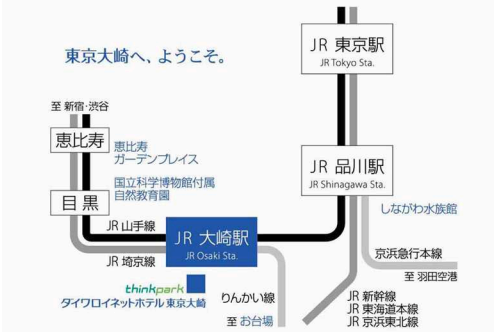 JR 東京駅
JR Tokyo Sta.
東京大崎へ、ようこそ。
至 新宿・渋谷
恵比寿
恵比寿
ガーデンプレイス
目黒
国立科学博物館付属
自然教育園
JR 品川駅
JR Shinagawa Sta.
しながわ水族館
JR 山手線
JR 埼京線
JR 大崎駅
JR Osaki Sta.
京浜急行本線
至 羽田空港
thinkpark
ダイワロイネットホテル 東京大崎
りんかい線
至 お台場
JR 新幹線
JR 東海道本線
JR 京浜東北線